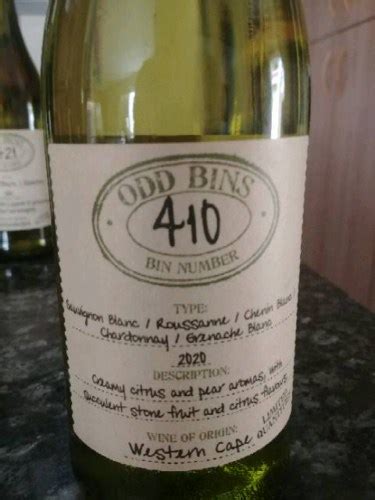 ODD BINS
410
BIN NUMBER
TYPE:
Sauvignon Blanc / Roussanne / Chenin Blanc
Chardonnay / Grenache Blanc
2020
DESCRIPTION:
Creamy citrus and pear aromas, with
succulent stone fruit and citrus flavours
WINE OF ORIGIN:
Western Cape
LIMITED
421